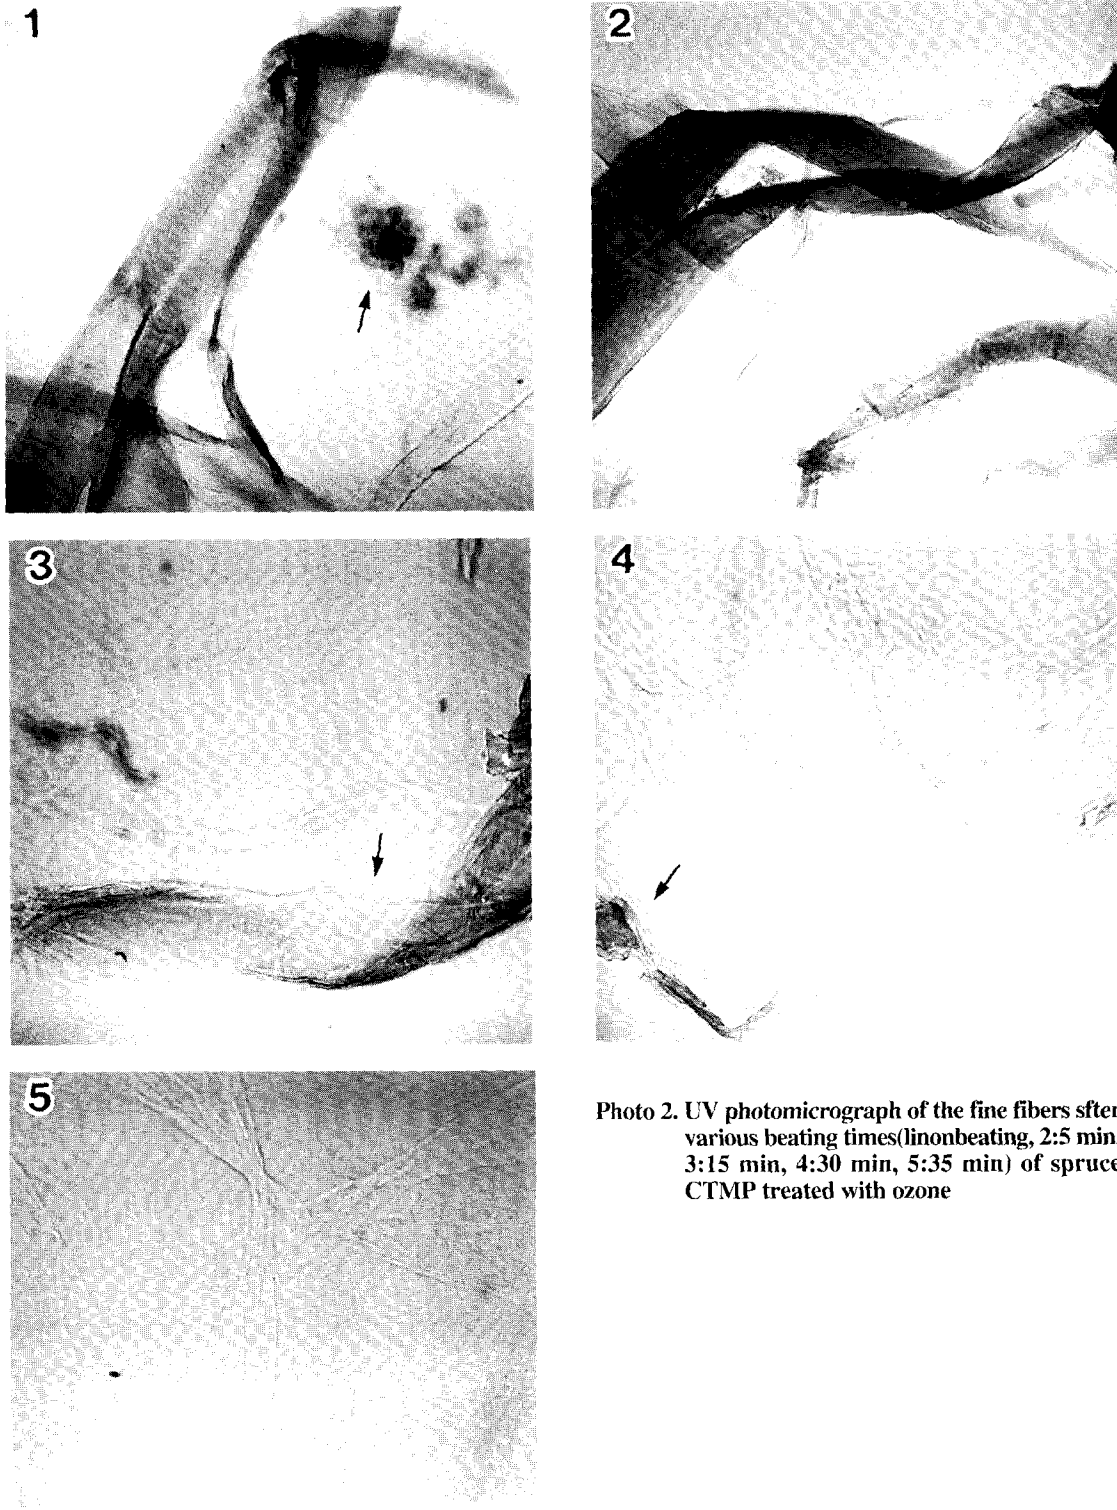 1
2
3
4
5
Photo 2. UV photomicrograph of the fine fibers sfter
various beating times(linonbeating, 2:5 min,
3:15 min, 4:30 min, 5:35 min) of spruce
CTMP treated with ozone